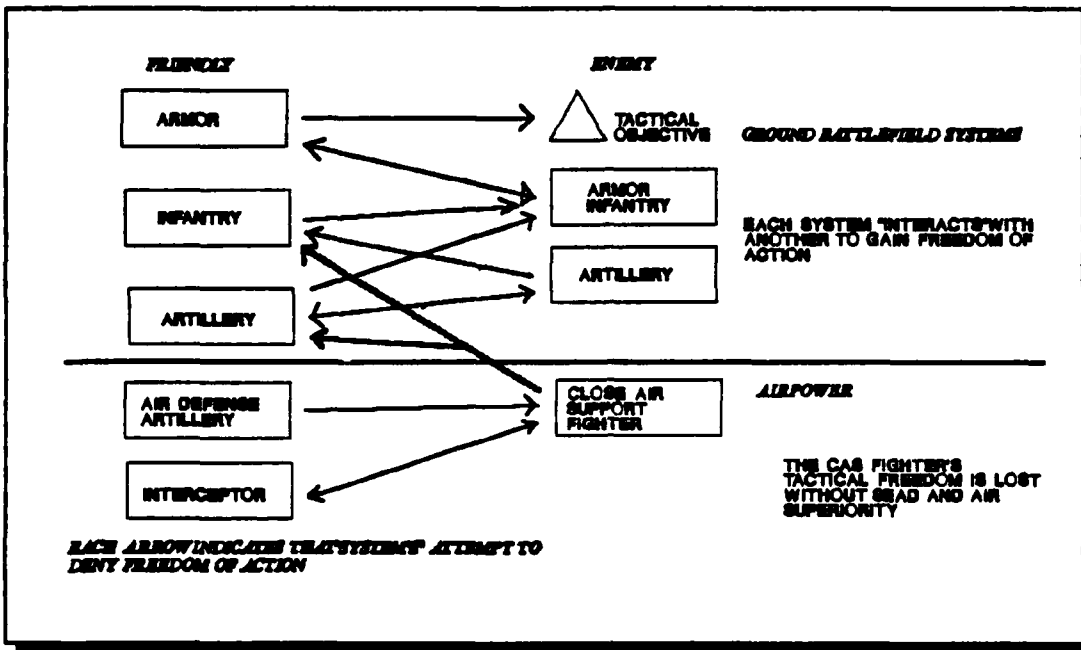 FRIENDLY
ENEMY
ARMOR
TACTICAL
OBJECTIVE
GROUND BATTLEFIELD SYSTEMS
ARMOR
INFANTRY
INFANTRY
EACH SYSTEM "INTERACTS" WITH
ANOTHER TO GAIN FREEDOM OF
ACTION
ARTILLERY
ARTILLERY
AIR DEFENSE
ARTILLERY
CLOSE AIR
SUPPORT
FIGHTER
AIRPOWER
INTERCEPTOR
THE CAS FIGHTER'S
TACTICAL FREEDOM IS LOST
WITHOUT SEAD AND AIR
SUPERIORITY
EACH ARROW INDICATES THAT "SYSTEMS" ATTEMPT TO
DENY FREEDOM OF ACTION